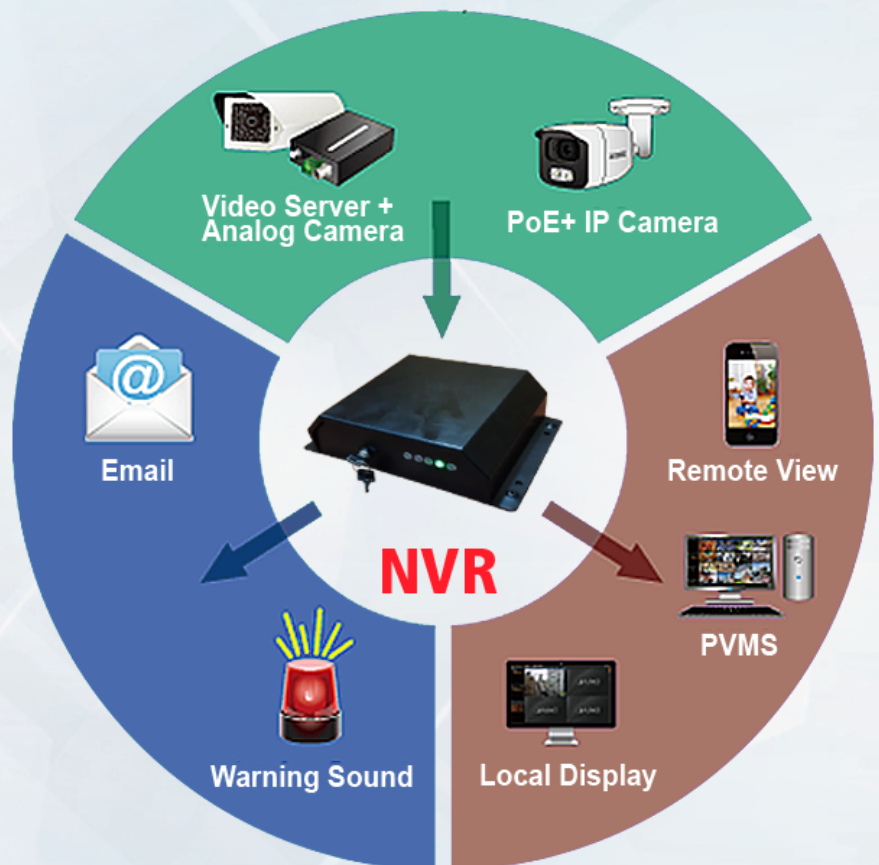 Video Server +
Analog Camera
PoE+ IP Camera
@
Email
Remote View
NVR
PVMS
Warning Sound
Local Display